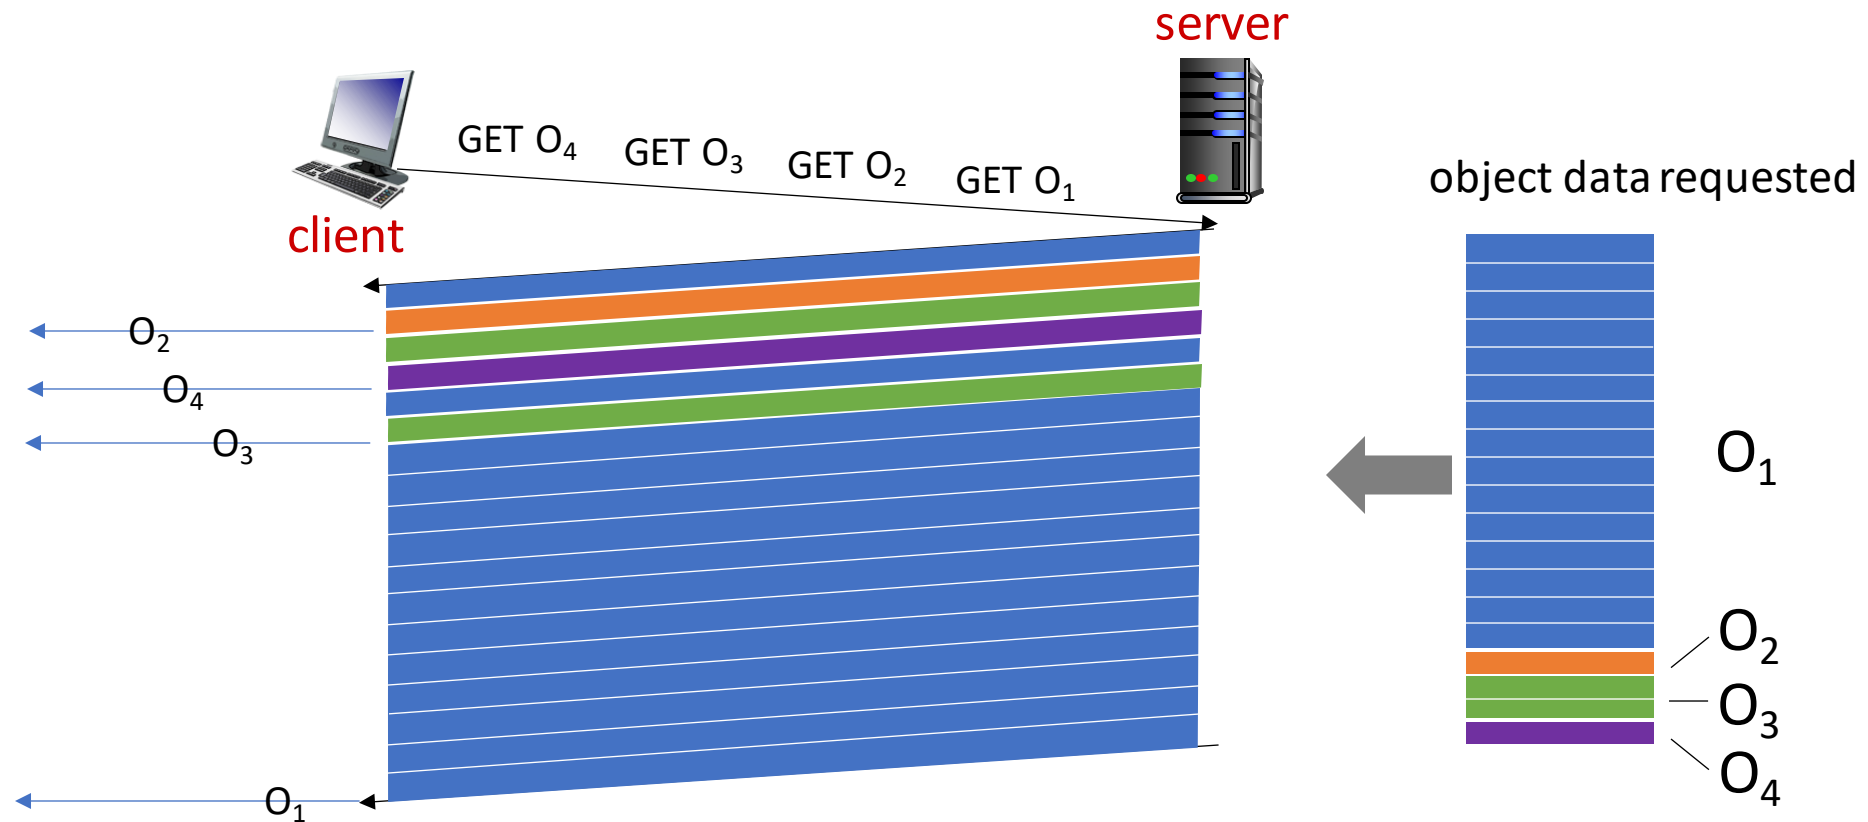 server
GET O₄ GET O₃ GET O₂ GET O₁
object data requested
client
O₂
O₄
O₃
O₁
O₁
O₂
O₃
O₄